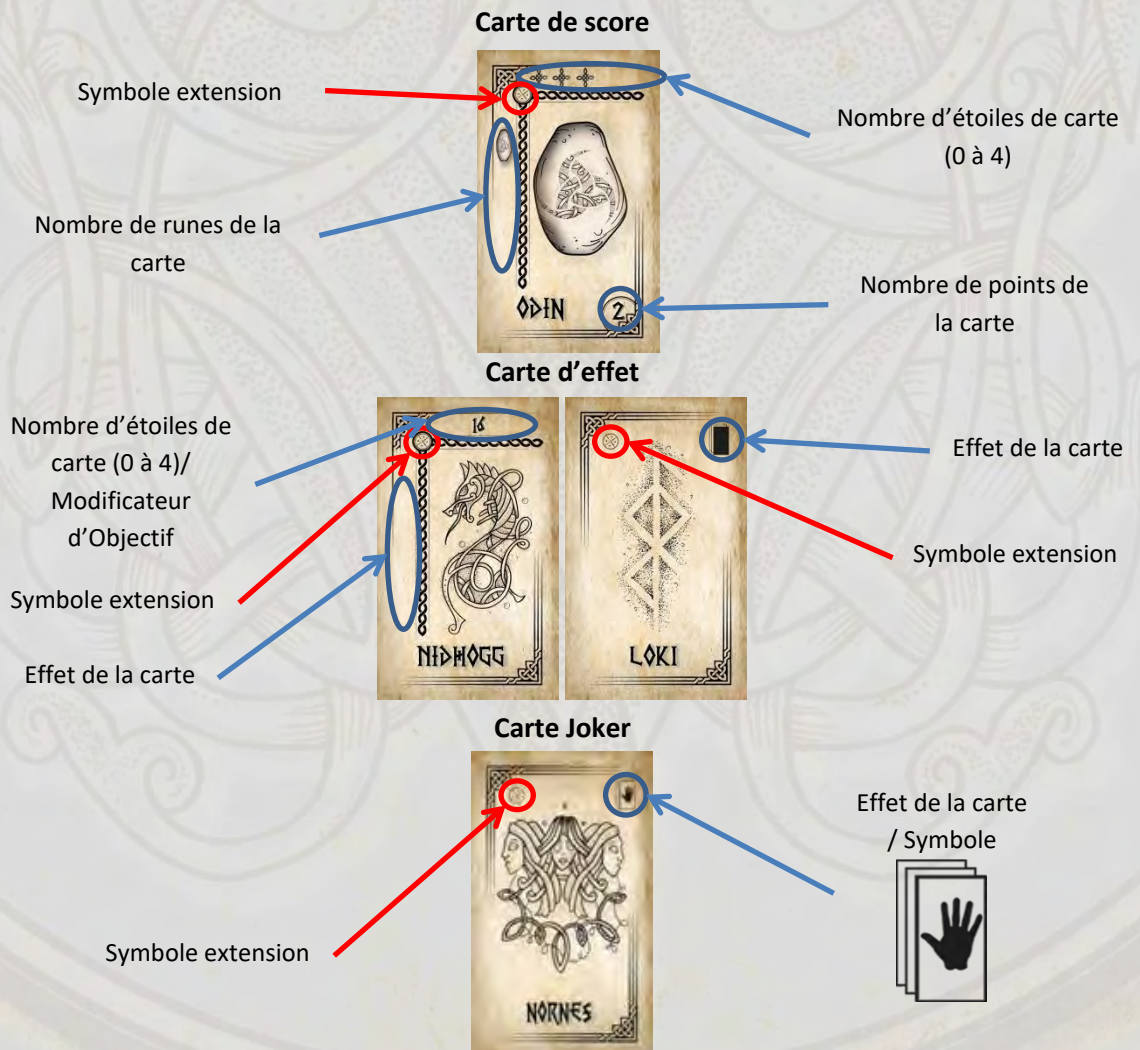 Carte de score
Symbole extension
Nombre d'étoiles de carte
(0 à 4)
Nombre de runes de la
carte
Nombre de points de
la carte
ODIN
2
Carte d'effet
Nombre d'étoiles de
carte (0 à 4)/
Modificateur
d'Objectif
Symbole extension
Effet de la carte
16
NIDHOGG
LOKI
Effet de la carte
Symbole extension
Carte Joker
Effet de la carte
/ Symbole
Symbole extension
NORNES